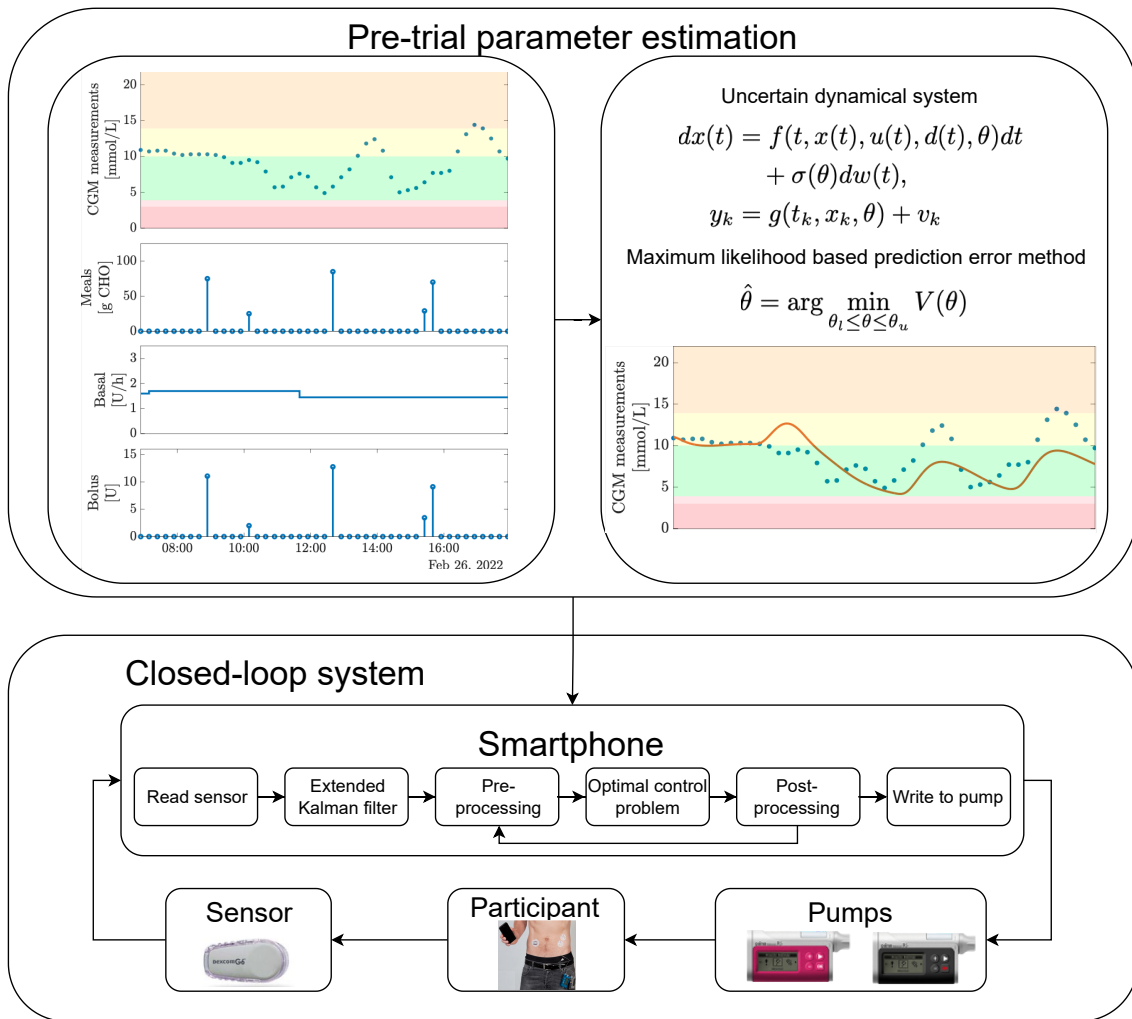 Pre-trial parameter estimation
CGM measurements
[mmol/L]
20
15
10
5
0
Meals
[g CHO]
100
50
0
Basal
[U/h]
3
2
1
0
Bolus
[U]
15
10
5
0
08:00 10:00 12:00 14:00 16:00
Feb 26, 2022
Uncertain dynamical system
dx(t) = f(t, x(t), u(t), d(t), θ)dt
+ σ(θ)dw(t),
y_k = g(t_k, x_k, θ) + v_k
Maximum likelihood based prediction error method
θ̂ = arg min V(θ)
θ_l ≤ θ ≤ θ_u
CGM measurements
[mmol/L]
20
15
10
5
0
Closed-loop system
Smartphone
Read sensor
Extended
Kalman filter
Pre-
processing
Optimal control
problem
Post-
processing
Write to pump
Sensor
Dexcom G6
Participant
Pumps